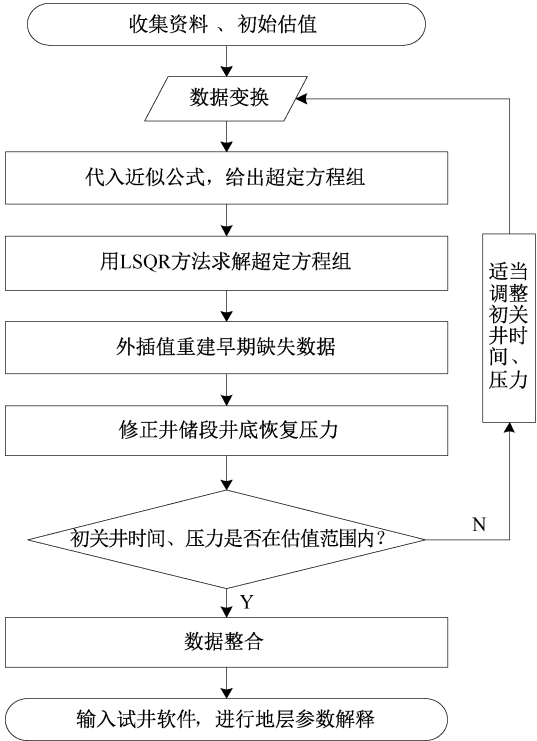 收集资料 、初始估值
数据变换
代入近似公式，给出超定方程组
用LSQR方法求解超定方程组
外插值重建早期缺失数据
修正井储段井底恢复压力
初关井时间、压力是否在估值范围内？
N
适当
调整
初关
井时
间、
压力
Y
数据整合
输入试井软件，进行地层参数解释